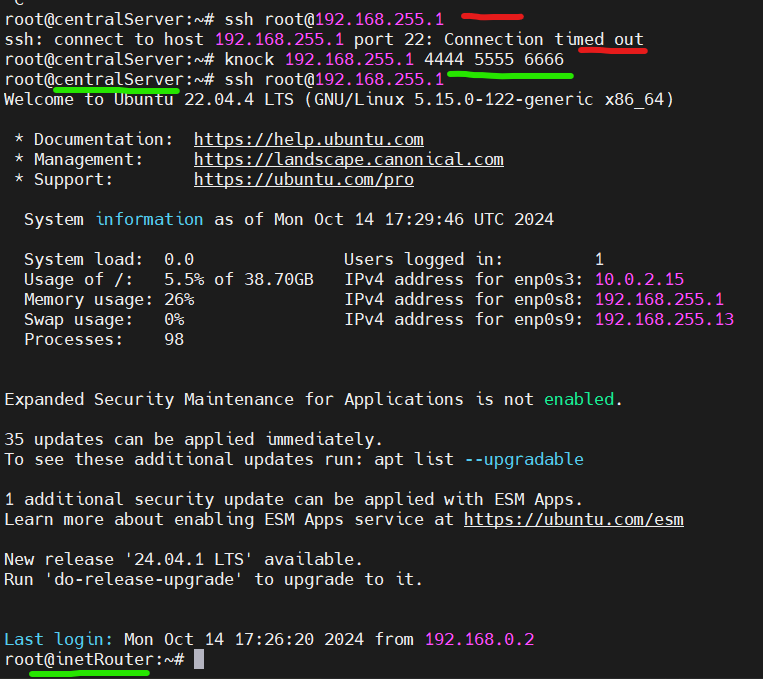 C
root@centralServer:~# ssh root@192.168.255.1
ssh: connect to host 192.168.255.1 port 22: Connection timed out
root@centralServer:~# knock 192.168.255.1 4444 5555 6666
root@centralServer:~# ssh root@192.168.255.1
Welcome to Ubuntu 22.04.4 LTS (GNU/Linux 5.15.0-122-generic x86_64)
* Documentation:  https://help.ubuntu.com
* Management:     https://landscape.canonical.com
* Support:        https://ubuntu.com/pro
System information as of Mon Oct 14 17:29:46 UTC 2024
System load:  0.0               Users logged in:         1
Usage of /:   5.5% of 38.70GB   IPv4 address for enp0s3: 10.0.2.15
Memory usage: 26%               IPv4 address for enp0s8: 192.168.255.1
Swap usage:   0%                IPv4 address for enp0s9: 192.168.255.13
Processes:    98
Expanded Security Maintenance for Applications is not enabled.
35 updates can be applied immediately.
To see these additional updates run: apt list --upgradable
1 additional security update can be applied with ESM Apps.
Learn more about enabling ESM Apps service at https://ubuntu.com/esm
New release '24.04.1 LTS' available.
Run 'do-release-upgrade' to upgrade to it.
Last login: Mon Oct 14 17:26:20 2024 from 192.168.0.2
root@inetRouter:~#